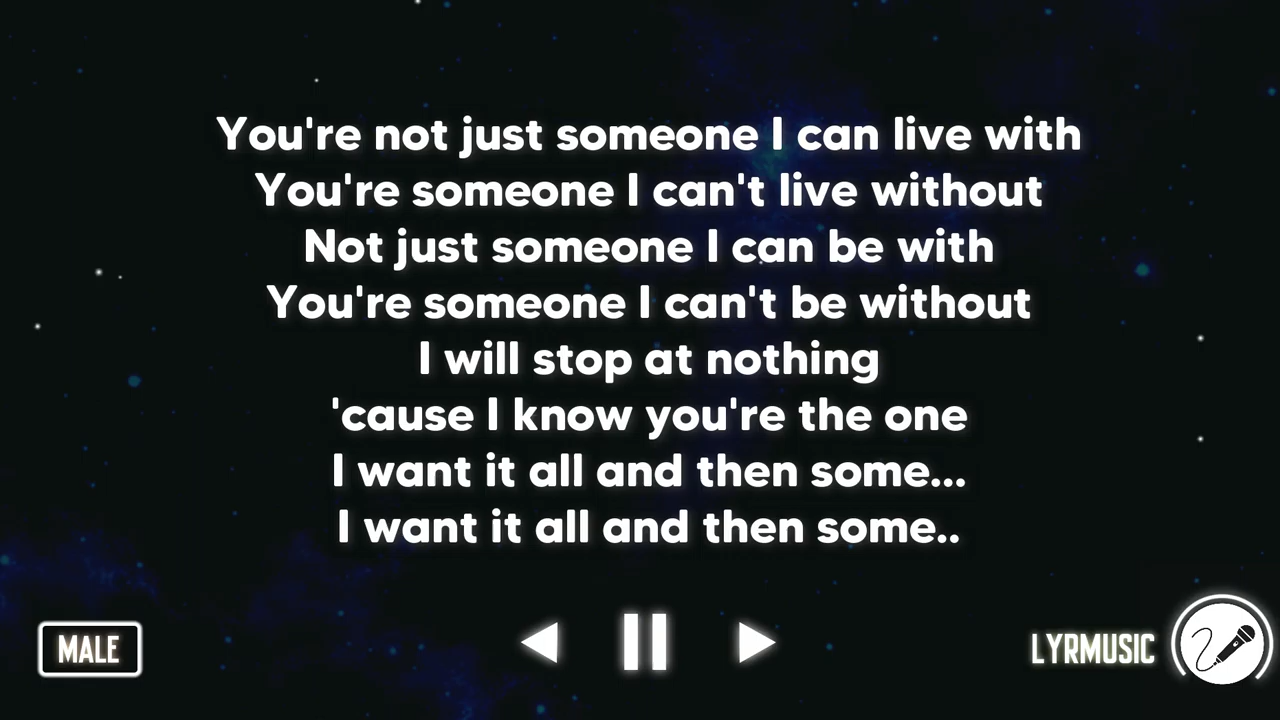 You're not just someone I can live with
You're someone I can't live without
Not just someone I can be with
You're someone I can't be without
I will stop at nothing
'cause I know you're the one
I want it all and then some...
I want it all and then some..
MALE
LYRMUSIC